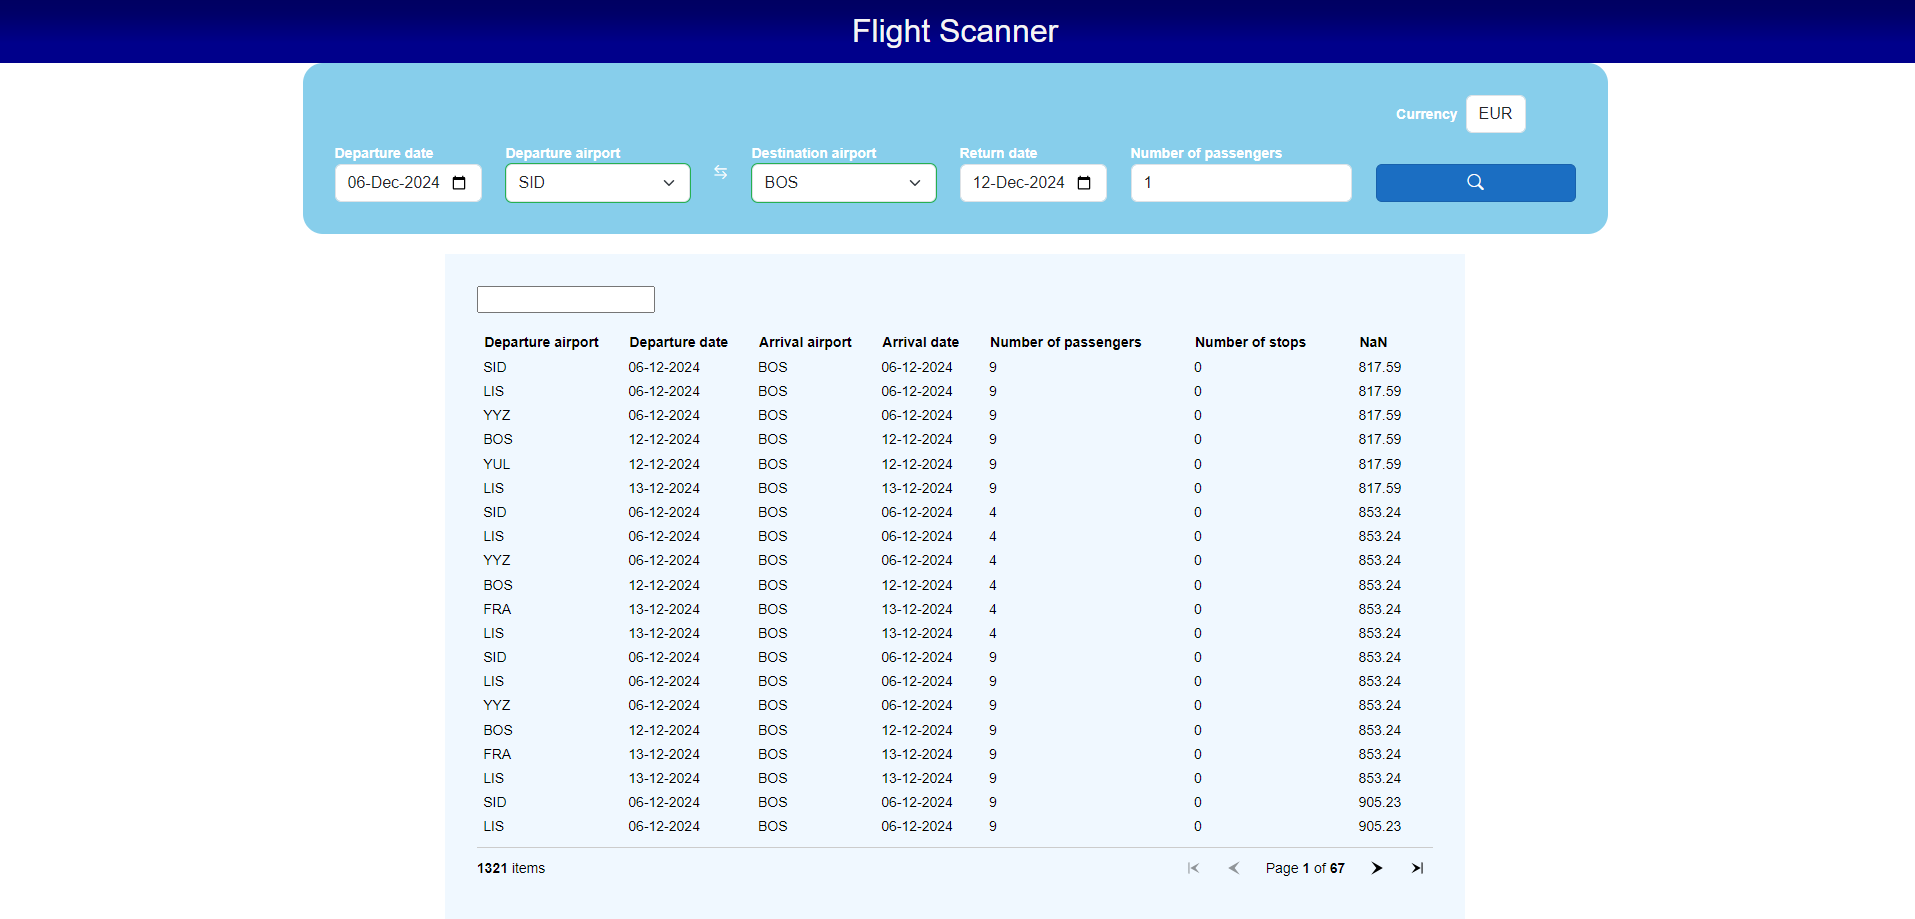 Flight Scanner
Currency EUR
Departure date Departure airport Destination airport Return date Number of passengers
06-Dec-2024 SID BOS 12-Dec-2024 1
Departure airport Departure date Arrival airport Arrival date Number of passengers Number of stops NaN
SID 06-12-2024 BOS 06-12-2024 9 0 817.59
LIS 06-12-2024 BOS 06-12-2024 9 0 817.59
YYZ 06-12-2024 BOS 06-12-2024 9 0 817.59
BOS 12-12-2024 BOS 12-12-2024 9 0 817.59
YUL 12-12-2024 BOS 12-12-2024 9 0 817.59
LIS 13-12-2024 BOS 13-12-2024 9 0 817.59
SID 06-12-2024 BOS 06-12-2024 4 0 853.24
LIS 06-12-2024 BOS 06-12-2024 4 0 853.24
YYZ 06-12-2024 BOS 06-12-2024 4 0 853.24
BOS 12-12-2024 BOS 12-12-2024 4 0 853.24
FRA 13-12-2024 BOS 13-12-2024 4 0 853.24
LIS 13-12-2024 BOS 13-12-2024 4 0 853.24
SID 06-12-2024 BOS 06-12-2024 9 0 853.24
LIS 06-12-2024 BOS 06-12-2024 9 0 853.24
YYZ 06-12-2024 BOS 06-12-2024 9 0 853.24
BOS 12-12-2024 BOS 12-12-2024 9 0 853.24
FRA 13-12-2024 BOS 13-12-2024 9 0 853.24
LIS 13-12-2024 BOS 13-12-2024 9 0 853.24
SID 06-12-2024 BOS 06-12-2024 9 0 905.23
LIS 06-12-2024 BOS 06-12-2024 9 0 905.23
1321 items Page 1 of 67